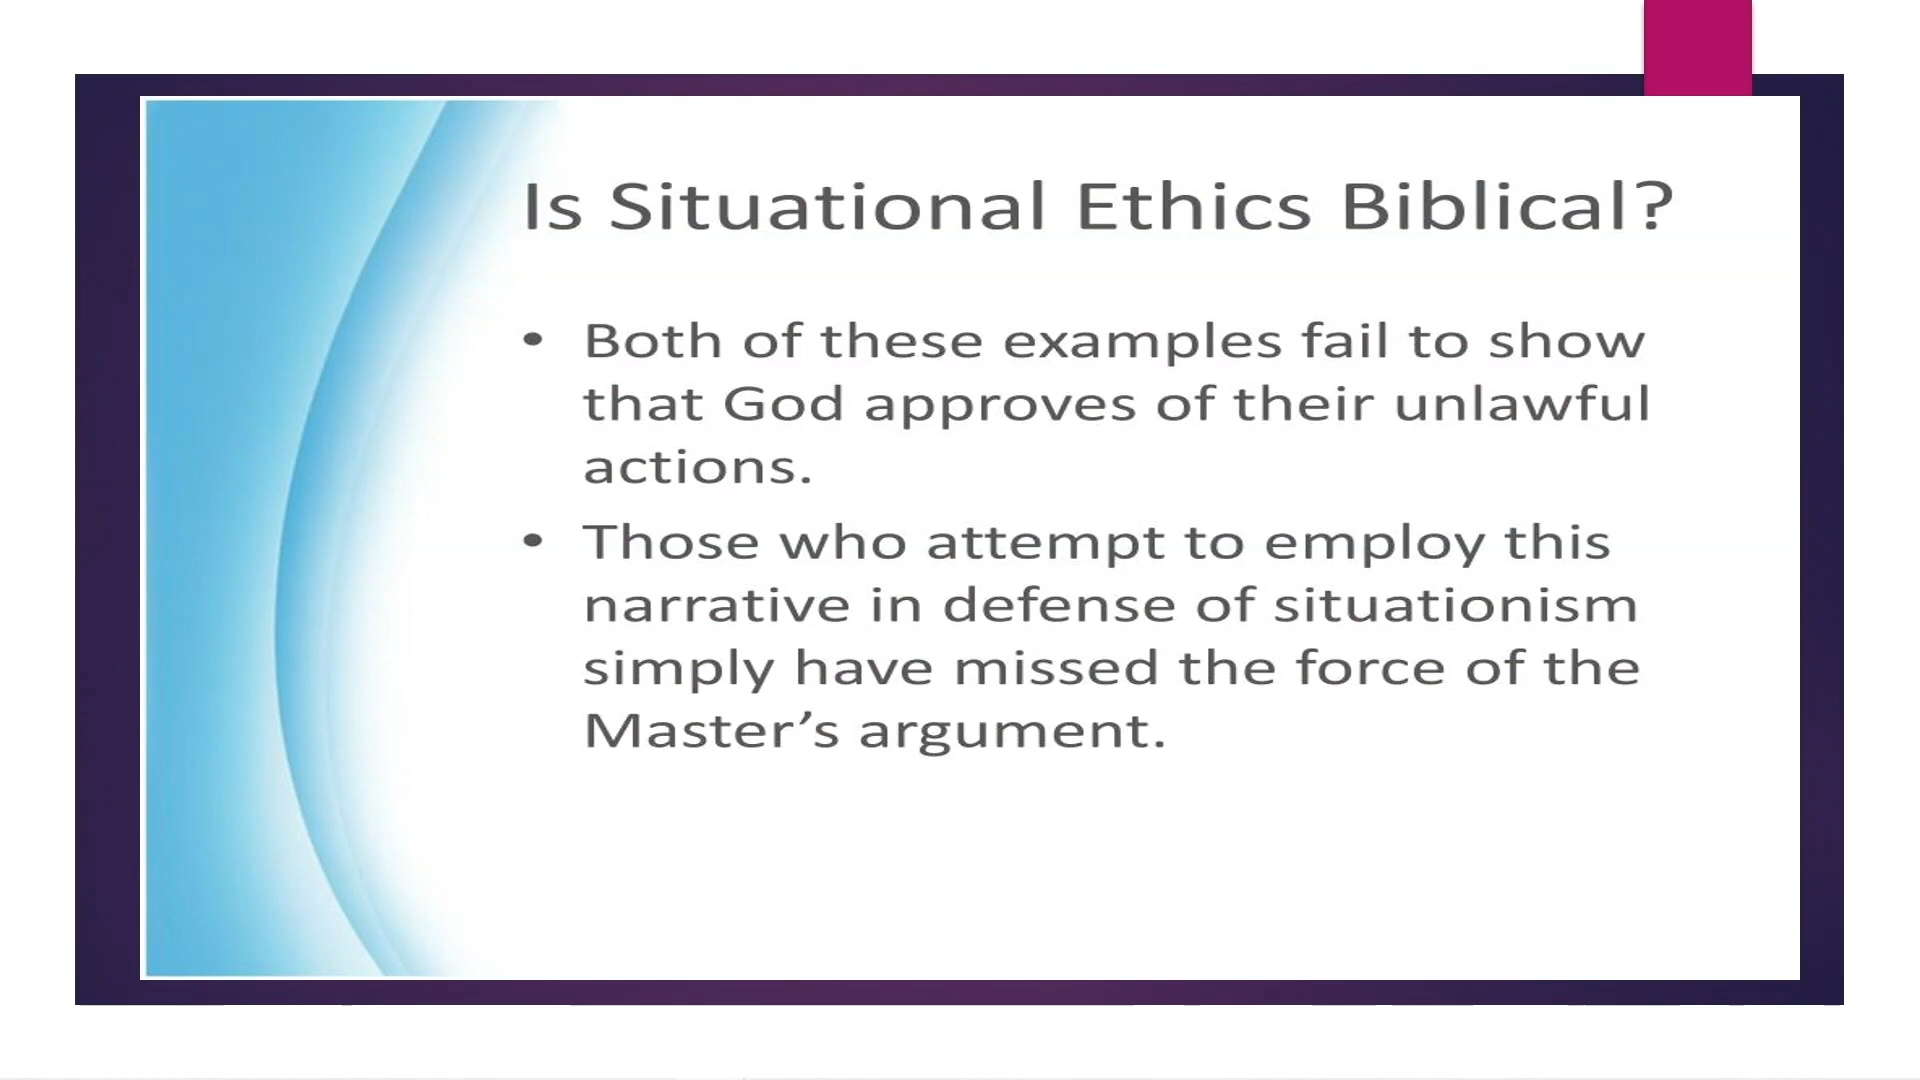 Is Situational Ethics Biblical?
• Both of these examples fail to show
that God approves of their unlawful
actions.
• Those who attempt to employ this
narrative in defense of situationism
simply have missed the force of the
Master’s argument.